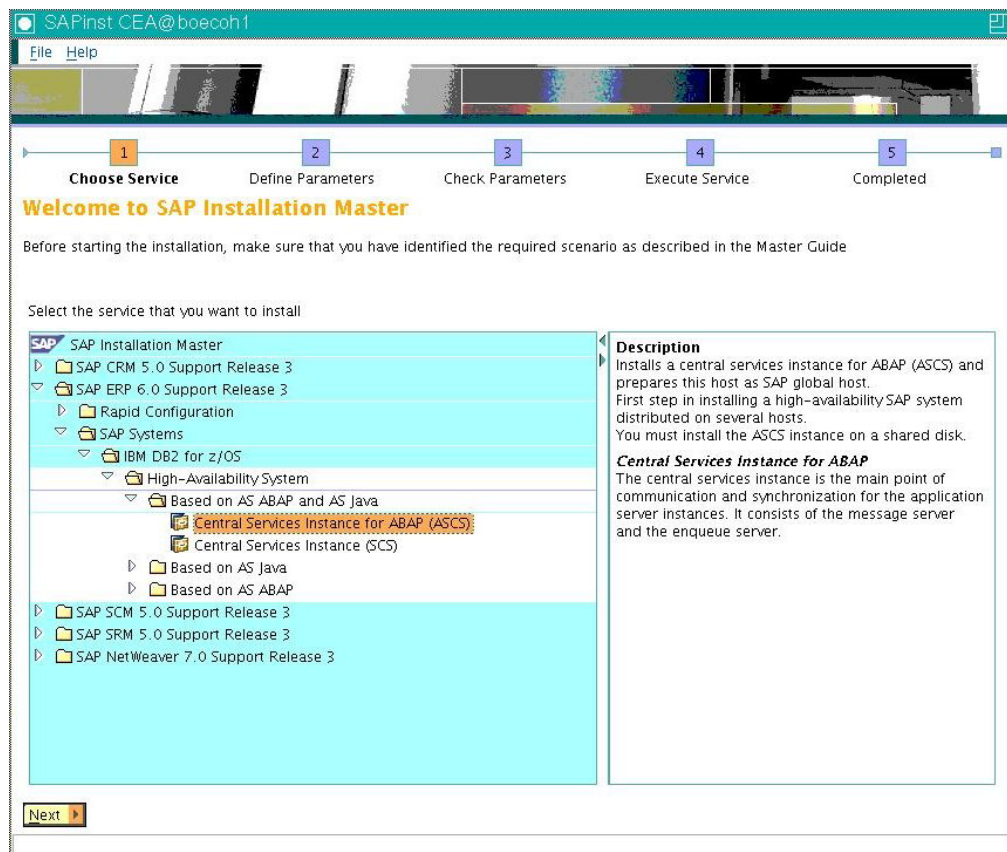 SAPinst CEA@boecoh1
File Help
1 2 3 4 5
Choose Service Define Parameters Check Parameters Execute Service Completed
Welcome to SAP Installation Master
Before starting the installation, make sure that you have identified the required scenario as described in the Master Guide
Select the service that you want to install
SAP SAP Installation Master
SAP CRM 5.0 Support Release 3
SAP ERP 6.0 Support Release 3
Rapid Configuration
SAP Systems
IBM DB2 for z/OS
High-Availability System
Based on AS ABAP and AS Java
Central Services Instance for ABAP (ASCS)
Central Services Instance (SCS)
Based on AS Java
Based on AS ABAP
SAP SCM 5.0 Support Release 3
SAP SRM 5.0 Support Release 3
SAP NetWeaver 7.0 Support Release 3
Description
Installs a central services instance for ABAP (ASCS) and
prepares this host as SAP global host.
First step in installing a high-availability SAP system
distributed on several hosts.
You must install the ASCS instance on a shared disk.
Central Services Instance for ABAP
The central services instance is the main point of
communication and synchronization for the application
server instances. It consists of the message server
and the enqueue server.
Next